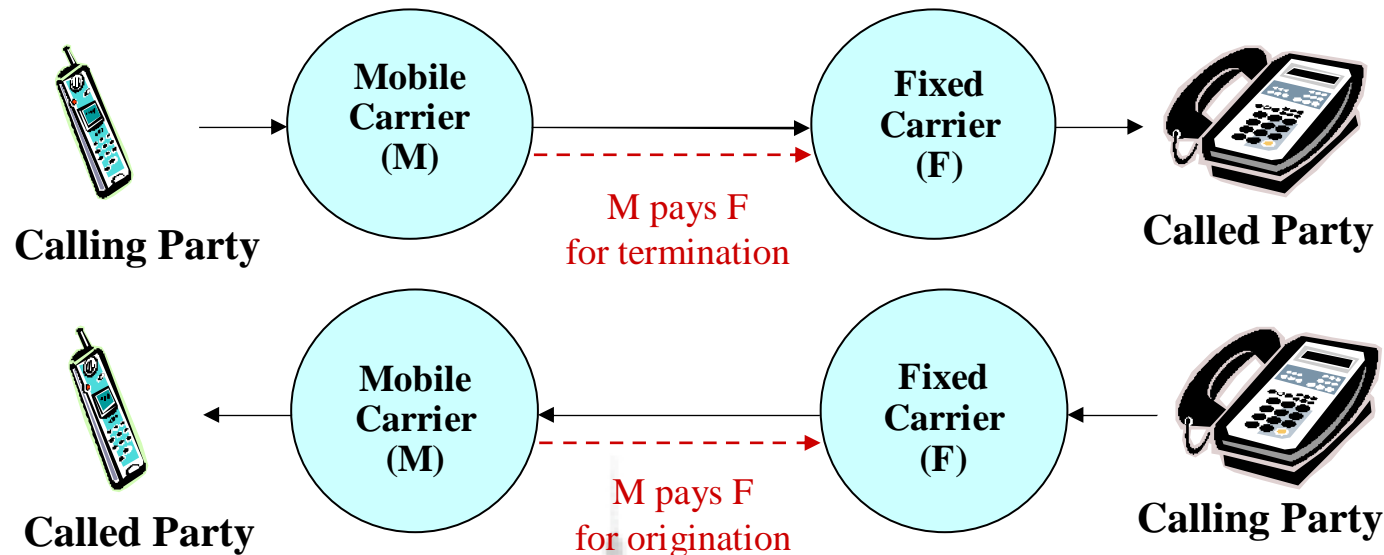 Mobile
Carrier
(M)
Fixed
Carrier
(F)
M pays F
for termination
Calling Party
Called Party
Mobile
Carrier
(M)
Fixed
Carrier
(F)
M pays F
for origination
Called Party
Calling Party